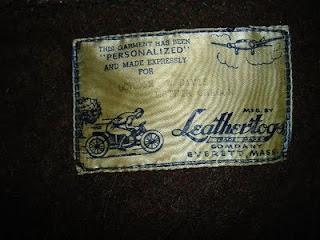 THIS GARMENT HAS BEEN
"PERSONALIZED"
AND MADE EXPRESSLY
FOR
MFG. BY
Leathertogs
COMPANY
EVERETT, MASS.